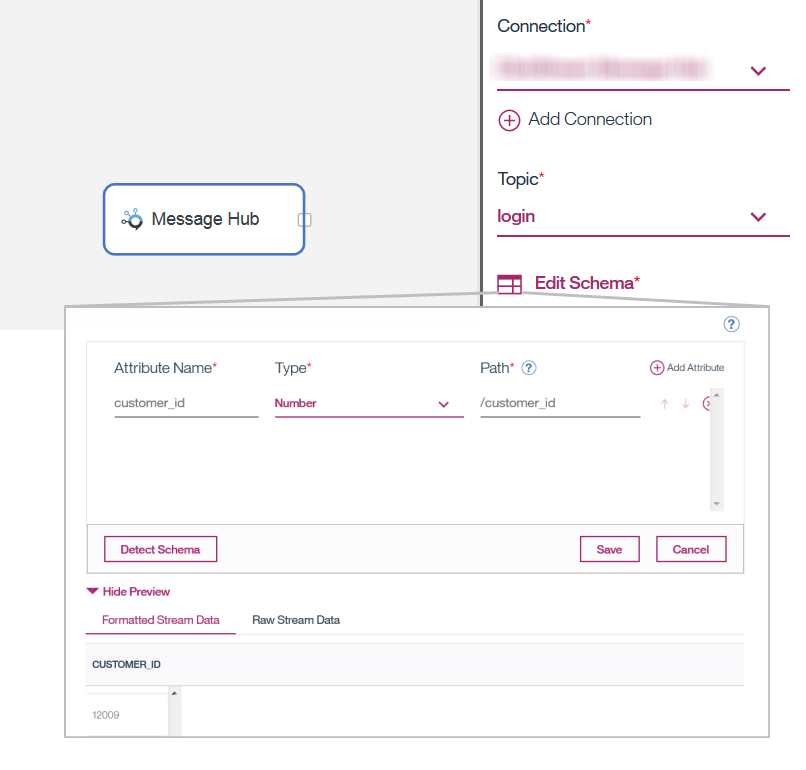 Connection*
Add Connection
Message Hub
Topic*
login
Edit Schema*
?
Attribute Name* Type* Path* ? Add Attribute
customer_id Number /customer_id
Detect Schema Save Cancel
Hide Preview
Formatted Stream Data Raw Stream Data
CUSTOMER_ID
12009